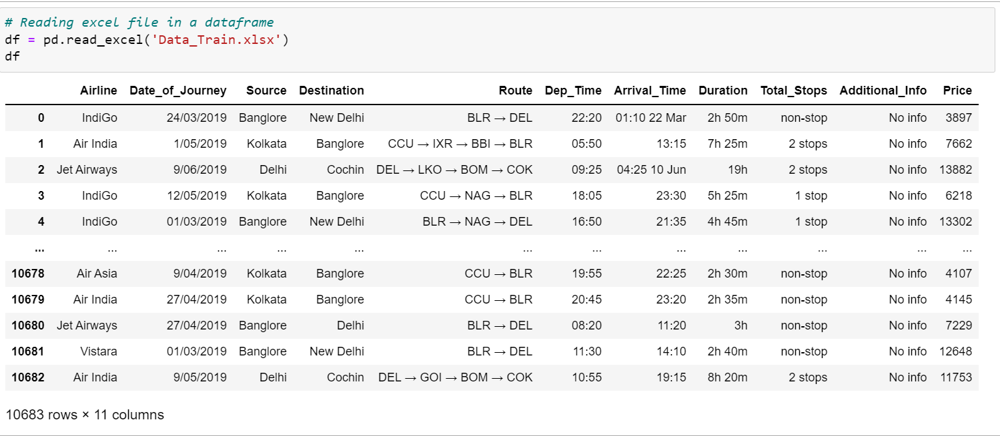 # Reading excel file in a dataframe
df = pd.read_excel('Data_Train.xlsx')
df
Airline Date_of_Journey Source Destination Route Dep_Time Arrival_Time Duration Total_Stops Additional_Info Price
0 IndiGo 24/03/2019 Banglore New Delhi BLR → DEL 22:20 01:10 22 Mar 2h 50m non-stop No info 3897
1 Air India 1/05/2019 Kolkata Banglore CCU → IXR → BBI → BLR 05:50 13:15 7h 25m 2 stops No info 7662
2 Jet Airways 9/06/2019 Delhi Cochin DEL → LKO → BOM → COK 09:25 04:25 10 Jun 19h 2 stops No info 13882
3 IndiGo 12/05/2019 Kolkata Banglore CCU → NAG → BLR 18:05 23:30 5h 25m 1 stop No info 6218
4 IndiGo 01/03/2019 Banglore New Delhi BLR → NAG → DEL 16:50 21:35 4h 45m 1 stop No info 13302
... ... ... ... ... ... ... ... ... ... ... ...
10678 Air Asia 9/04/2019 Kolkata Banglore CCU → BLR 19:55 22:25 2h 30m non-stop No info 4107
10679 Air India 27/04/2019 Kolkata Banglore CCU → BLR 20:45 23:20 2h 35m non-stop No info 4145
10680 Jet Airways 27/04/2019 Banglore Delhi BLR → DEL 08:20 11:20 3h non-stop No info 7229
10681 Vistara 01/03/2019 Banglore New Delhi BLR → DEL 11:30 14:10 2h 40m non-stop No info 12648
10682 Air India 9/05/2019 Delhi Cochin DEL → GOI → BOM → COK 10:55 19:15 8h 20m 2 stops No info 11753
10683 rows × 11 columns